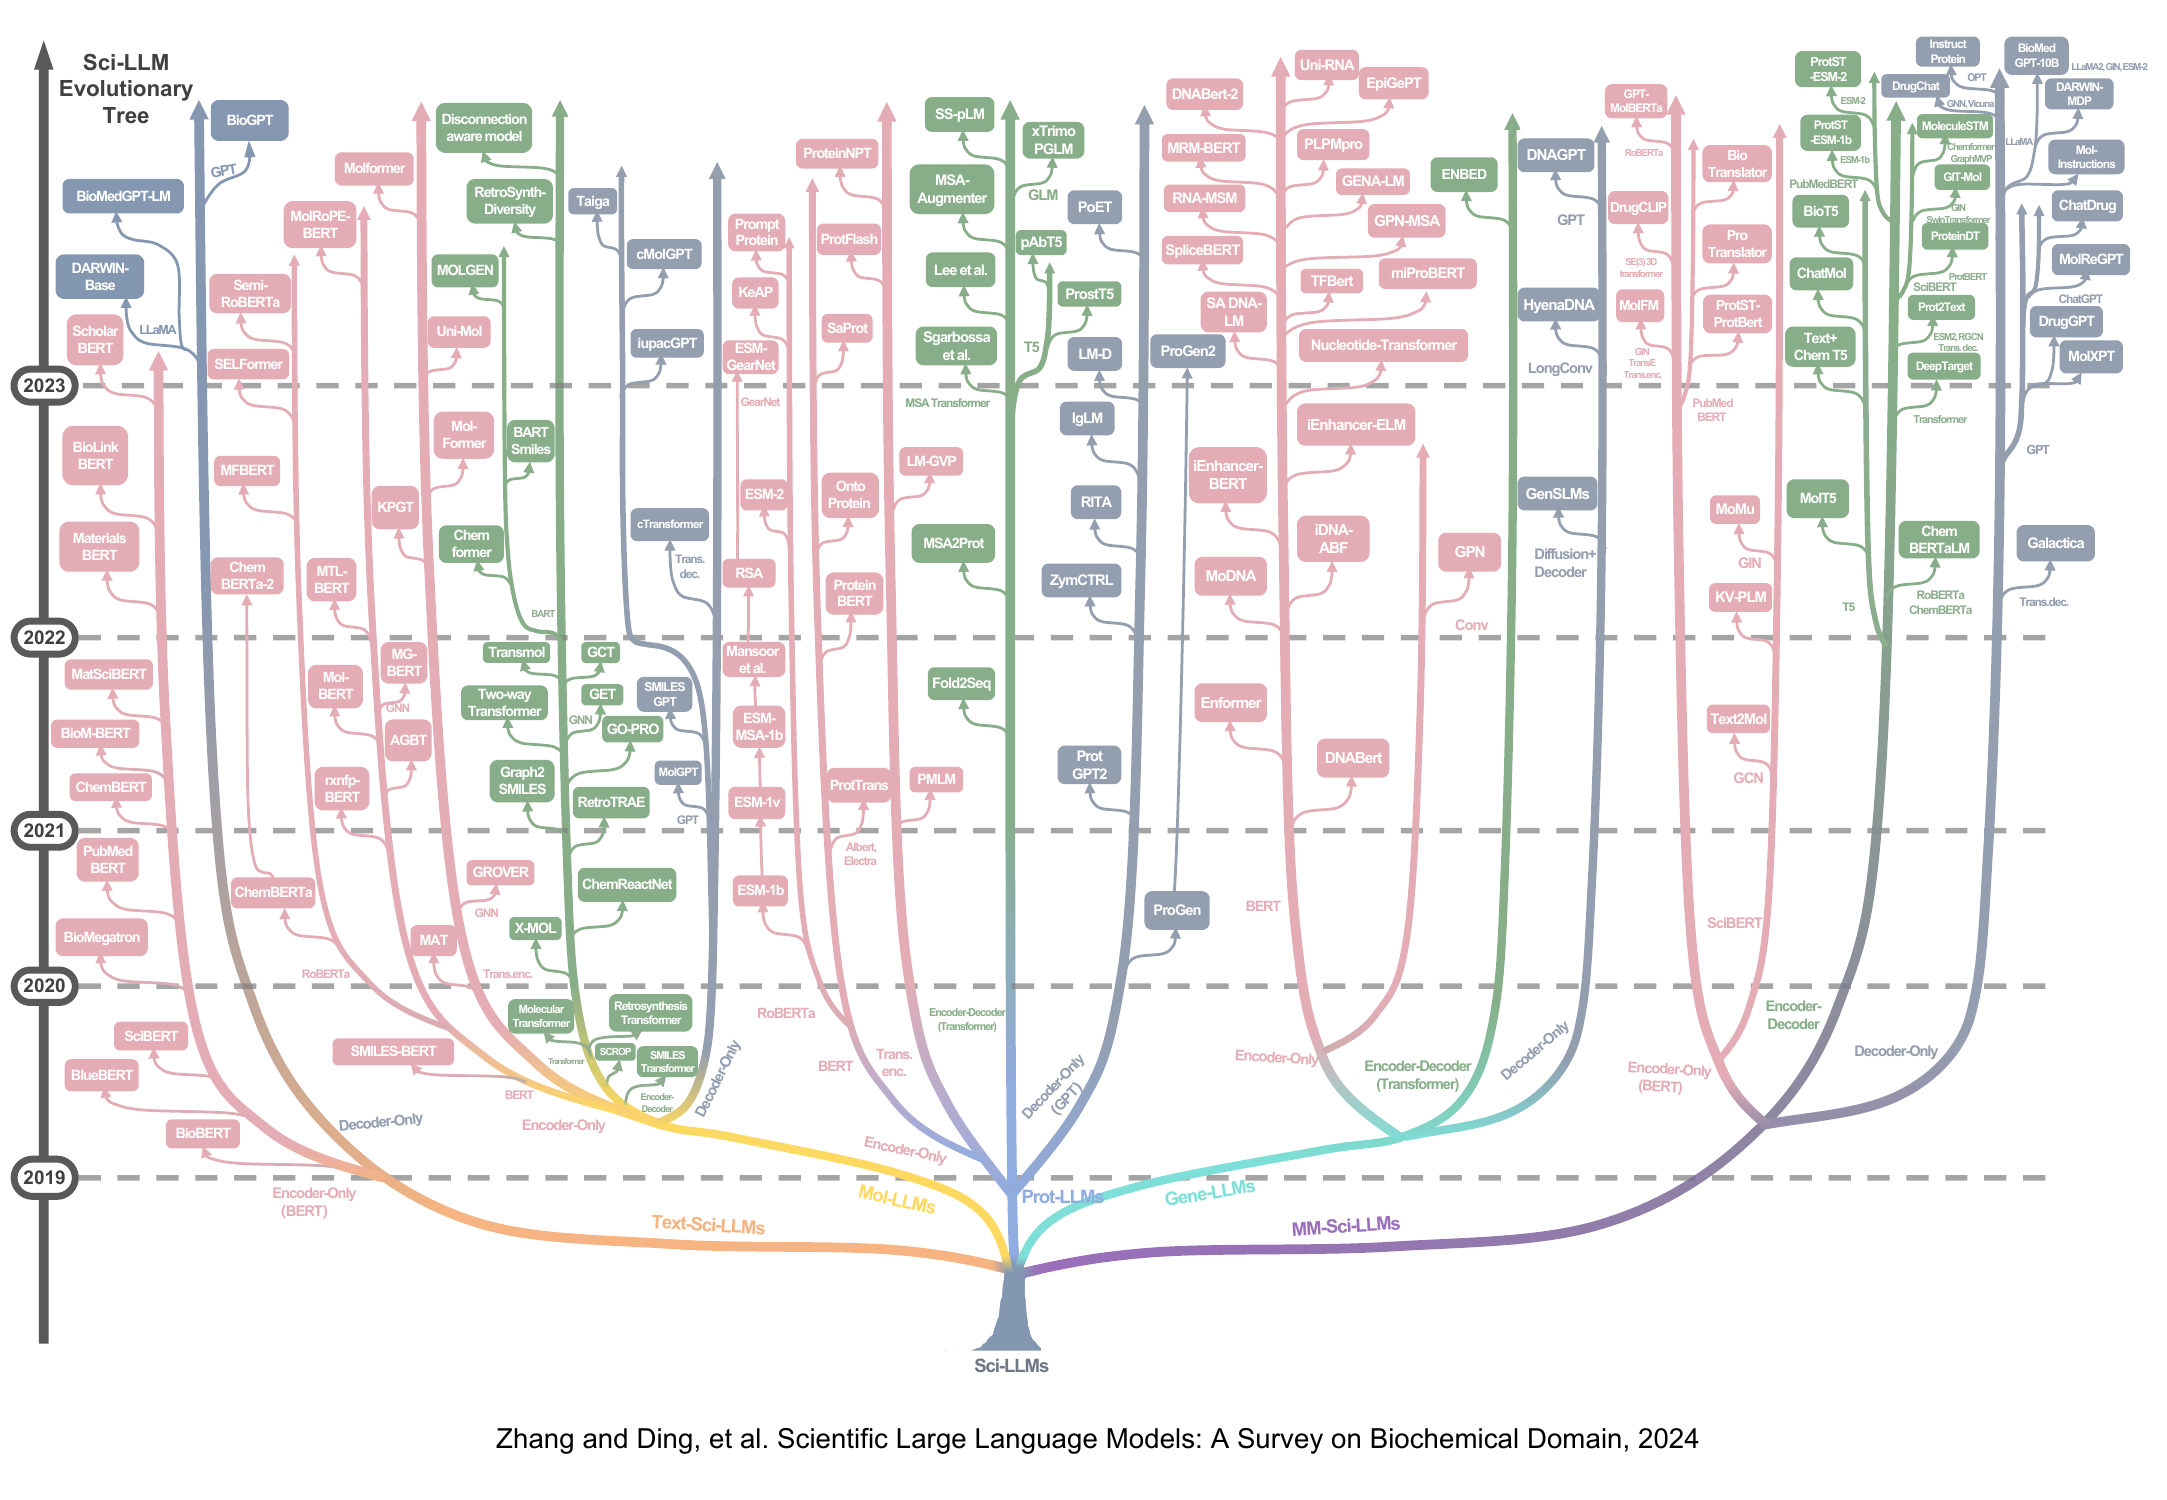 Sci-LLM
Evolutionary
Tree
2023
2022
2021
2020
2019
BioGPT
GPT
BioMedGPT-LM
DARWIN-
Base
LLaMA
Scholar
BERT
BioLink
BERT
Materials
BERT
MatSciBERT
BioM-BERT
ChemBERT
PubMed
BERT
BioMegatron
SciBERT
BlueBERT
BioBERT
Encoder-Only
(BERT)
Decoder-Only
Text-Sci-LLMs
Molformer
MolRoPE-
BERT
Semi-
RoBERTa
SELFormer
Uni-Mol
MFBERT
Mol-
Former
KPGT
Chem
BERTa-2
MTL-
BERT
MG-
BERT
GNN
Mol-
BERT
AGBT
rxnfp-
BERT
ChemBERTa
GROVER
GNN
MAT
RoBERTa
Trans.enc.
SMILES-BERT
BERT
Encoder-Only
Disconnection
aware model
RetroSynth-
Diversity
MOLGEN
BART
Smiles
Chem
former
BART
Transmol
GCT
Two-way
Transformer
GET
GNN
GO-PRO
Graph2
SMILES
RetroTRAE
ChemReactNet
X-MOL
Molecular
Transformer
Retrosynthesis
Transformer
Transformer
SCROP
SMILES
Transformer
Encoder-
Decoder
Taiga
cMolGPT
iupacGPT
cTransformer
Trans.
dec.
SMILES
GPT
MolGPT
GPT
Decoder-Only
Mol-LLMs
Prompt
Protein
KeAP
ESM-
GearNet
GearNet
ESM-2
RSA
Mansoor
et al.
ESM-
MSA-1b
ESM-1v
ESM-1b
RoBERTa
ProteinNPT
ProtFlash
SaProt
Onto
Protein
LM-GVP
Protein
BERT
ProtTrans
PMLM
Albert,
Electra
BERT
Trans.
enc.
Encoder-Only
SS-pLM
xTrimo
PGLM
GLM
MSA-
Augmenter
pAbT5
Lee et al.
ProstT5
Sgarbossa
et al.
T5
MSA Transformer
MSA2Prot
Fold2Seq
Encoder-Decoder
(Transformer)
PoET
LM-D
ProGen2
IgLM
RITA
ZymCTRL
Prot
GPT2
ProGen
Decoder-Only
(GPT)
Prot-LLMs
Uni-RNA
EpiGePT
DNABert-2
MRM-BERT
PLPMpro
GENA-LM
RNA-MSM
GPN-MSA
SpliceBERT
TFBert
miProBERT
SA DNA-
LM
Nucleotide-Transformer
iEnhancer-ELM
iEnhancer-
BERT
iDNA-
ABF
GPN
MoDNA
Conv
Enformer
DNABert
BERT
Encoder-Only
ENBED
Encoder-Decoder
(Transformer)
DNAGPT
GPT
HyenaDNA
LongConv
GenSLMs
Diffusion+
Decoder
Decoder-Only
Gene-LLMs
GPT-
MolBERTa
RoBERTa
DrugCLIP
SE(3) 3D
transformer
MolFM
GIN
TransE
Trans.enc.
Bio
Translator
Pro
Translator
ProtST-
ProtBert
PubMed
BERT
MoMu
GIN
KV-PLM
Text2Mol
GCN
SciBERT
Encoder-Only
(BERT)
ProtST
-ESM-2
ESM-2
ProtST
-ESM-1b
ESM-1b
PubMedBERT
BioT5
ChatMol
Text+
Chem T5
MolT5
T5
MoleculeSTM
Chemformer
GraphMVP
GIT-Mol
GIN
SwinTransformer
ProteinDT
ProtBERT
SciBERT
Prot2Text
ESM2, RGCN
Trans. dec.
DeepTarget
Transformer
Chem
BERTaLM
RoBERTa
ChemBERTa
Encoder-
Decoder
Instruct
Protein
OPT
DrugChat
GNN, Vicuna
BioMed
GPT-10B
LLaMA2, GIN, ESM-2
DARWIN-
MDP
LLaMA
Mol-
Instructions
ChatDrug
MolReGPT
ChatGPT
DrugGPT
MolXPT
GPT
Galactica
Trans.dec.
Decoder-Only
MM-Sci-LLMs
Sci-LLMs
Zhang and Ding, et al. Scientific Large Language Models: A Survey on Biochemical Domain, 2024